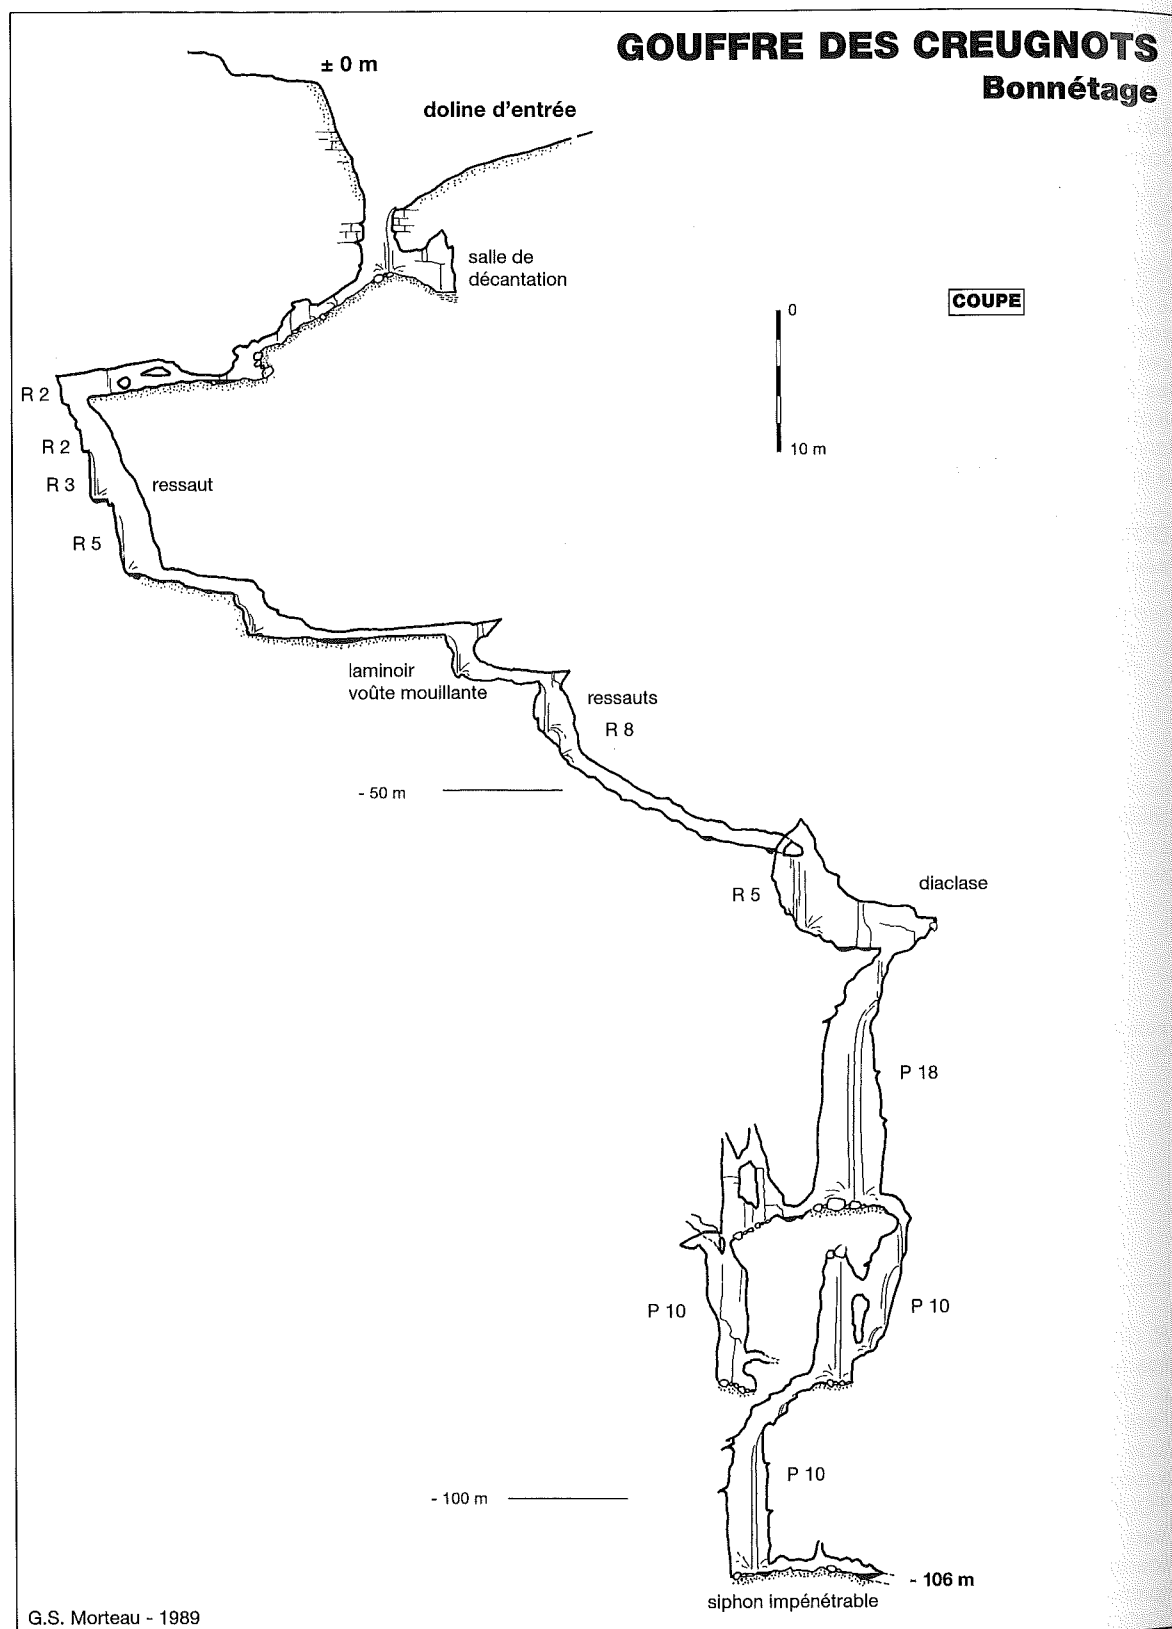 GOUFFRE DES CREUGNOTS
Bonnétage
± 0 m
doline d'entrée
salle de
décantation
COUPE
0
10 m
R 2
R 2
R 3
ressaut
R 5
laminoir
voûte mouillante
ressauts
R 8
- 50 m
R 5
diaclase
P 18
P 10
P 10
P 10
- 100 m
- 106 m
siphon impénétrable
G.S. Morteau - 1989